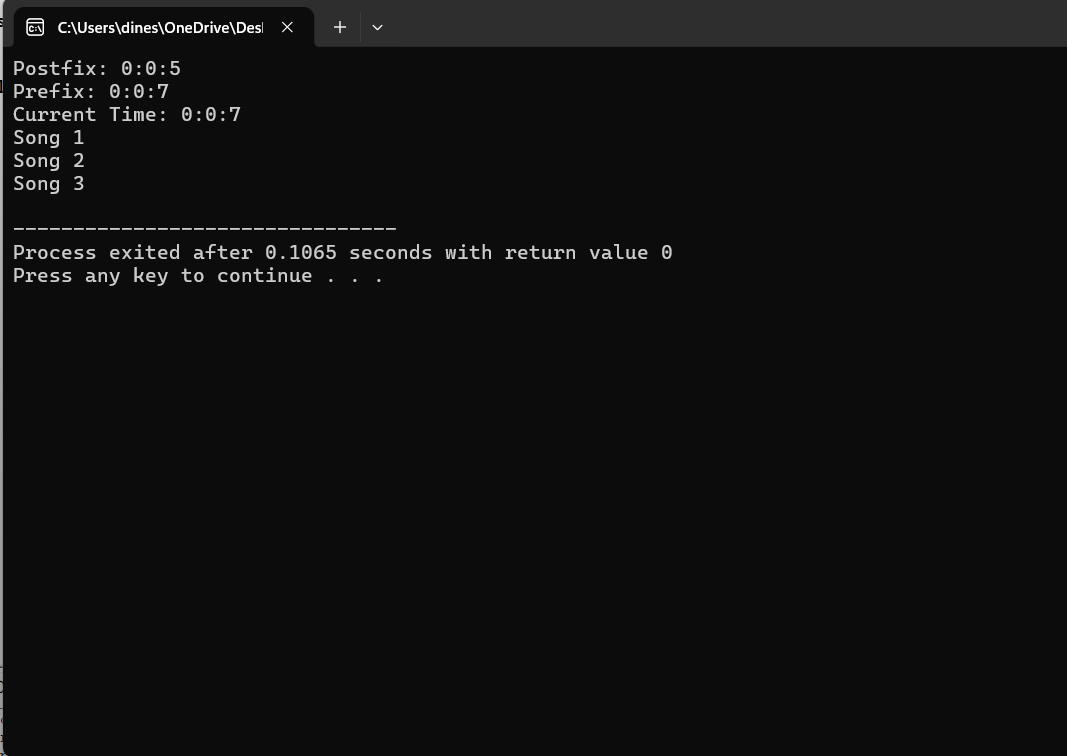 C:\Users\dines\OneDrive\Des
Postfix: 0:0:5
Prefix: 0:0:7
Current Time: 0:0:7
Song 1
Song 2
Song 3
--------------------------------
Process exited after 0.1065 seconds with return value 0
Press any key to continue . . .